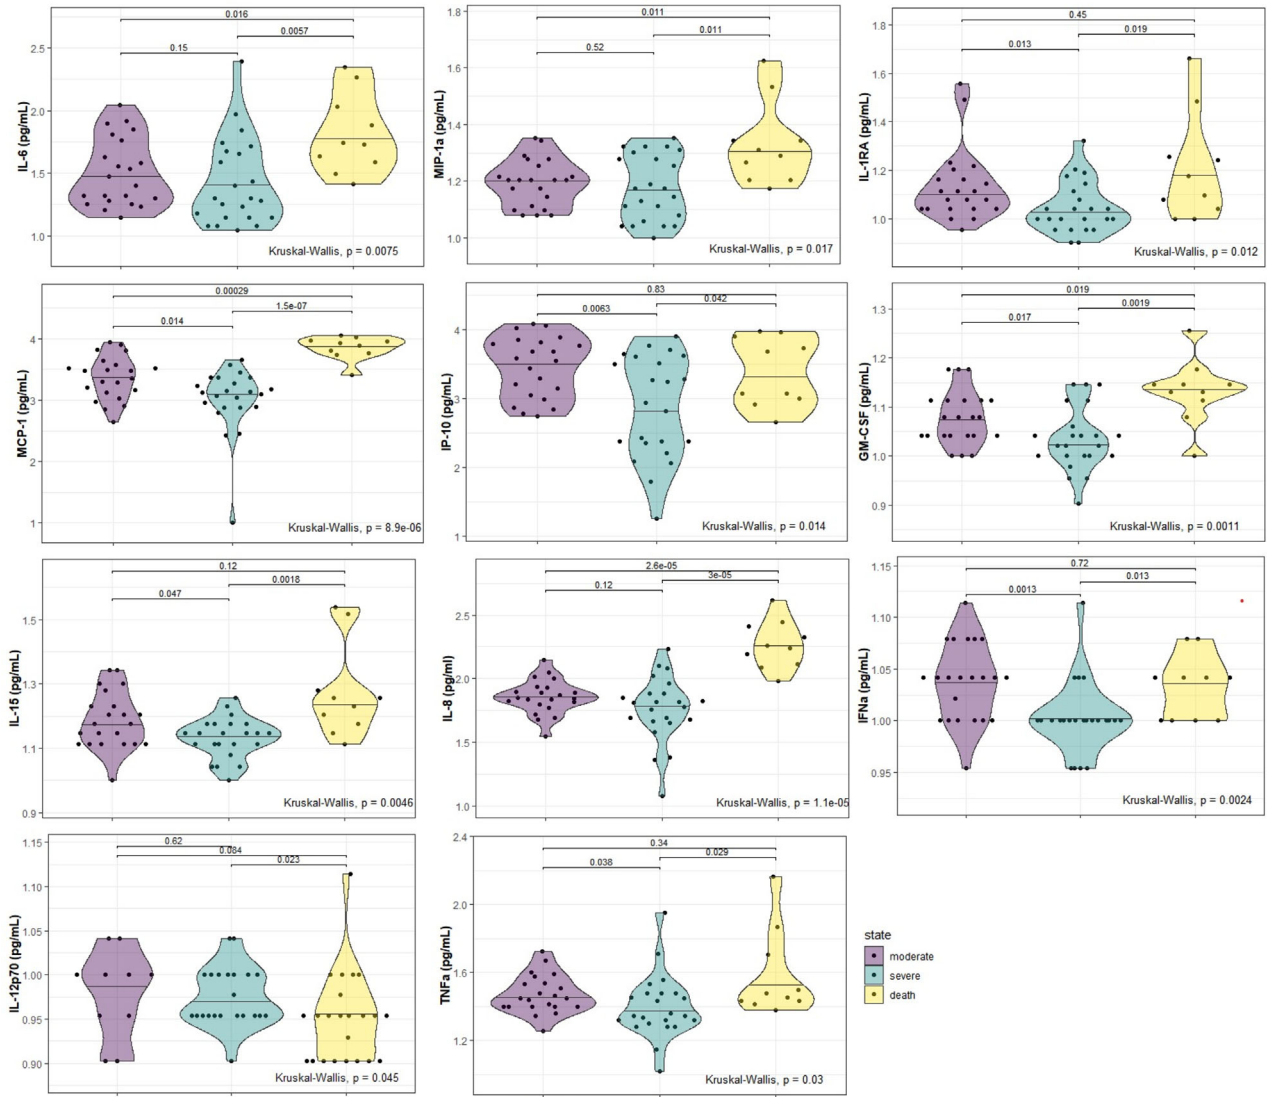 0.016
0.0057
0.15
2.5
2.0
1.5
1.0
IL-6 (pg/mL)
Kruskal-Wallis, p = 0.0075
0.011
0.011
0.52
1.8
1.6
1.4
1.2
1.0
MIP-1a (pg/mL)
Kruskal-Wallis, p = 0.017
0.45
0.019
0.013
1.8
1.6
1.4
1.2
1.0
IL-1RA (pg/mL)
Kruskal-Wallis, p = 0.012
0.00029
1.5e-07
0.014
4
3
2
1
MCP-1 (pg/mL)
Kruskal-Wallis, p = 8.9e-06
0.83
0.042
0.0063
4
3
2
1
IP-10 (pg/mL)
Kruskal-Wallis, p = 0.014
0.019
0.0019
0.017
1.3
1.2
1.1
1.0
0.9
GM-CSF (pg/mL)
Kruskal-Wallis, p = 0.0011
0.12
0.0018
0.047
1.5
1.3
1.1
0.9
IL-15 (pg/mL)
Kruskal-Wallis, p = 0.0046
2.6e-05
3e-05
0.12
2.5
2.0
1.5
1.0
IL-8 (pg/ml)
Kruskal-Wallis, p = 1.1e-05
0.72
0.013
0.0013
1.15
1.10
1.05
1.00
0.95
IFNa (pg/mL)
Kruskal-Wallis, p = 0.0024
0.62
0.084
0.023
1.15
1.10
1.05
1.00
0.95
0.90
IL-12p70 (pg/mL)
Kruskal-Wallis, p = 0.045
0.34
0.029
0.038
2.4
2.0
1.6
1.2
TNFa (pg/mL)
Kruskal-Wallis, p = 0.03
state
moderate
severe
death